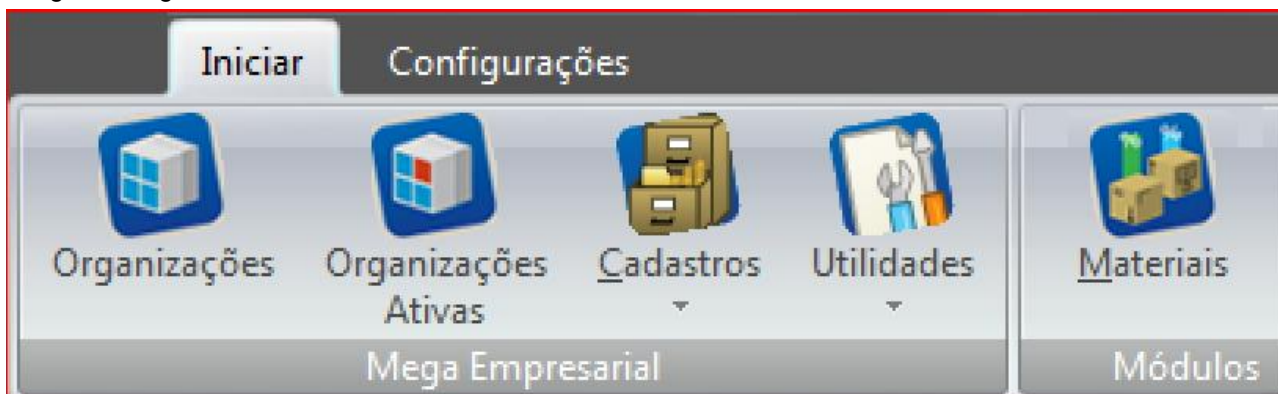 Iniciar Configurações
Organizações Organizações Ativas Cadastros Utilidades Materiais
Mega Empresarial Módulos